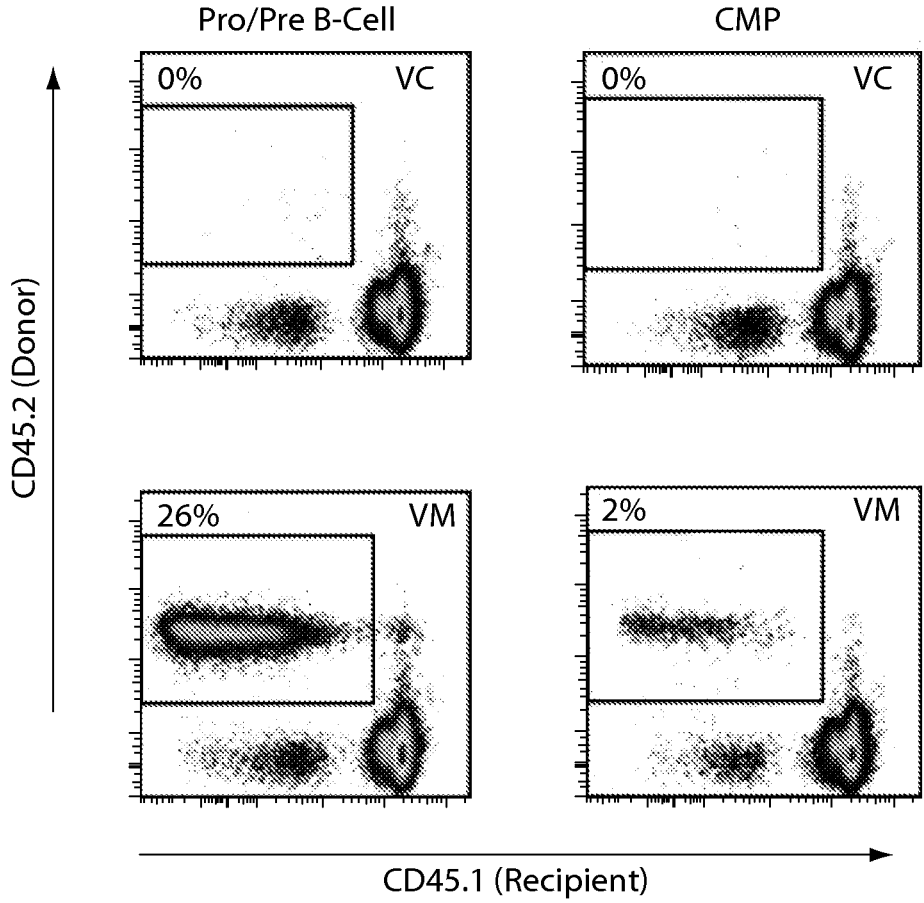 Pro/Pre B-Cell
CMP
0%
VC
0%
VC
CD45.2 (Donor)
26%
VM
2%
VM
CD45.1 (Recipient)